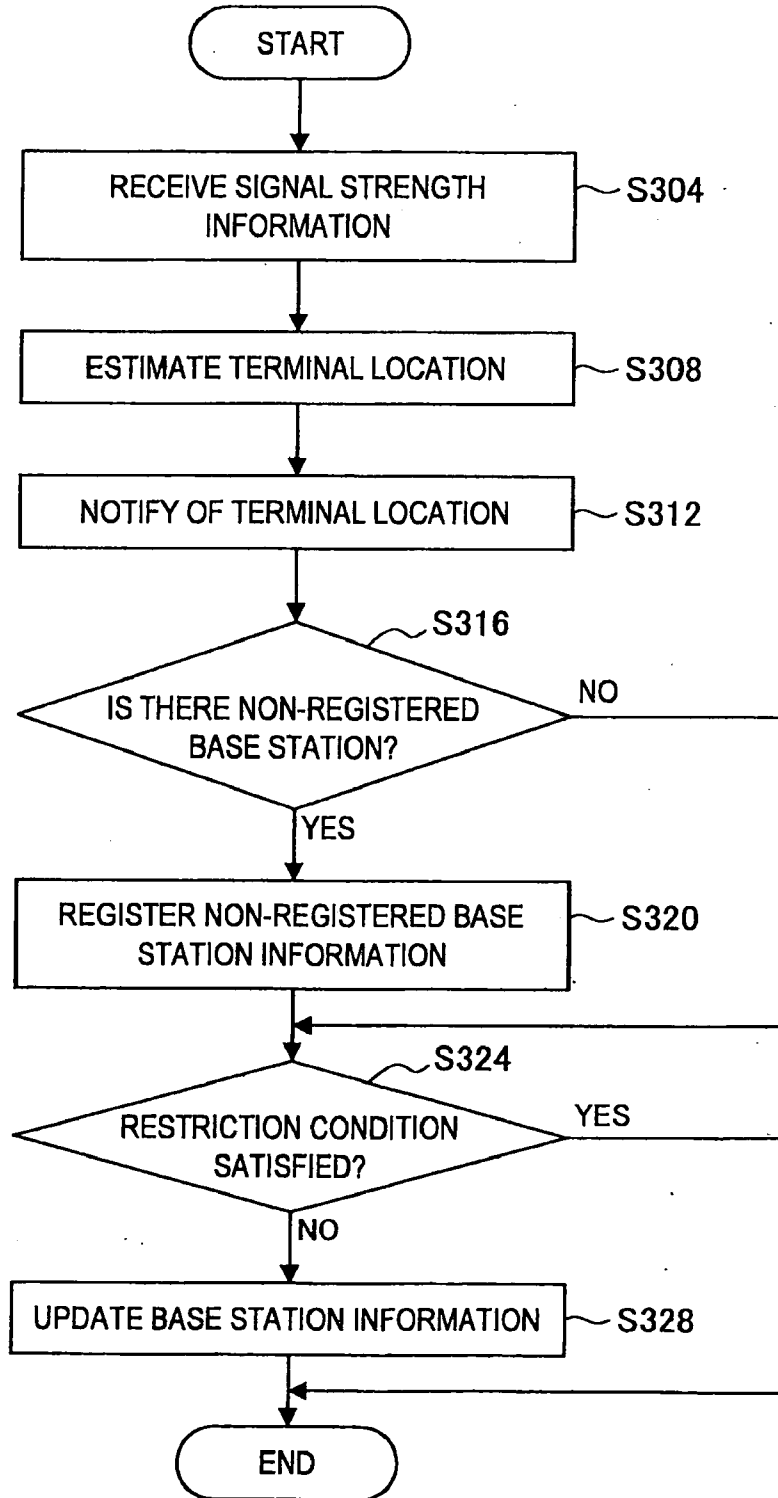 START
RECEIVE SIGNAL STRENGTH
INFORMATION
S304
ESTIMATE TERMINAL LOCATION
S308
NOTIFY OF TERMINAL LOCATION
S312
S316
IS THERE NON-REGISTERED
BASE STATION?
NO
YES
REGISTER NON-REGISTERED BASE
STATION INFORMATION
S320
S324
RESTRICTION CONDITION
SATISFIED?
YES
NO
UPDATE BASE STATION INFORMATION
S328
END